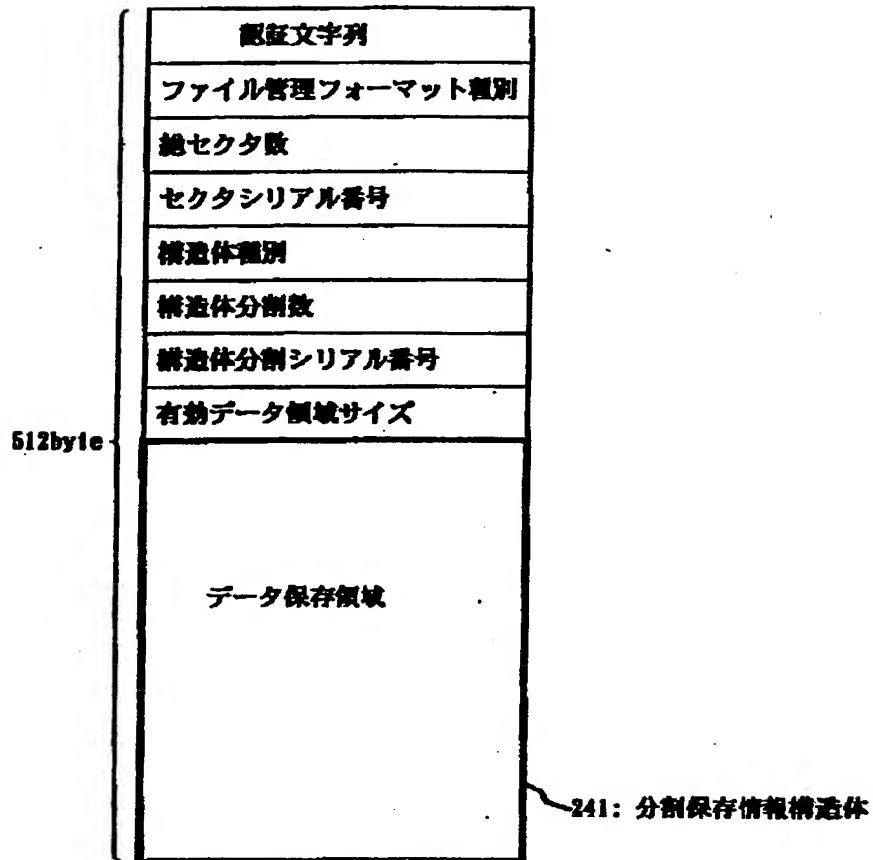 認証文字列
ファイル管理フォーマット種別
総セクタ数
セクタシリアル番号
構造体種別
構造体分割数
構造体分割シリアル番号
有効データ領域サイズ
512byte
データ保存領域
241: 分割保存情報構造体